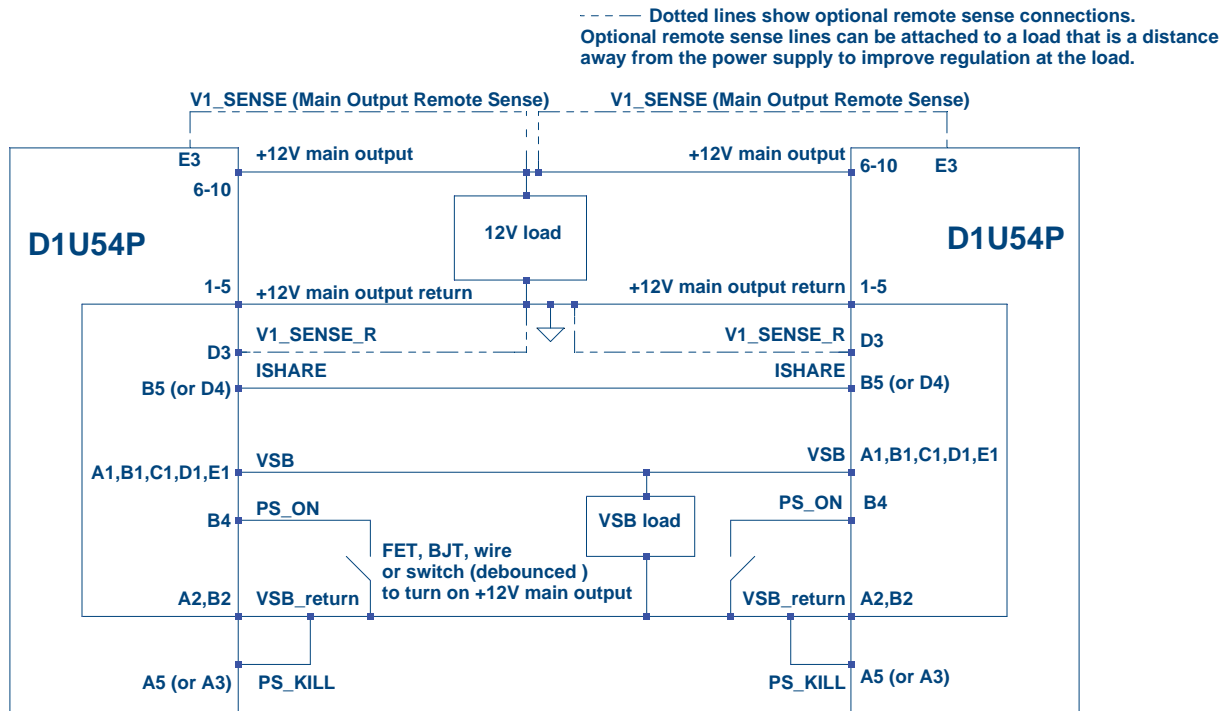 Dotted lines show optional remote sense connections.
Optional remote sense lines can be attached to a load that is a distance
away from the power supply to improve regulation at the load.
V1_SENSE (Main Output Remote Sense)
V1_SENSE (Main Output Remote Sense)
E3
+12V main output
+12V main output
6-10
E3
6-10
D1U54P
12V load
D1U54P
1-5
+12V main output return
+12V main output return
1-5
V1_SENSE_R
V1_SENSE_R
D3
D3
ISHARE
ISHARE
B5 (or D4)
B5 (or D4)
A1,B1,C1,D1,E1
VSB
VSB
A1,B1,C1,D1,E1
PS_ON
PS_ON
B4
B4
VSB load
FET, BJT, wire
or switch (debounced )
to turn on +12V main output
A2,B2
VSB_return
VSB_return
A2,B2
A5 (or A3)
PS_KILL
PS_KILL
A5 (or A3)